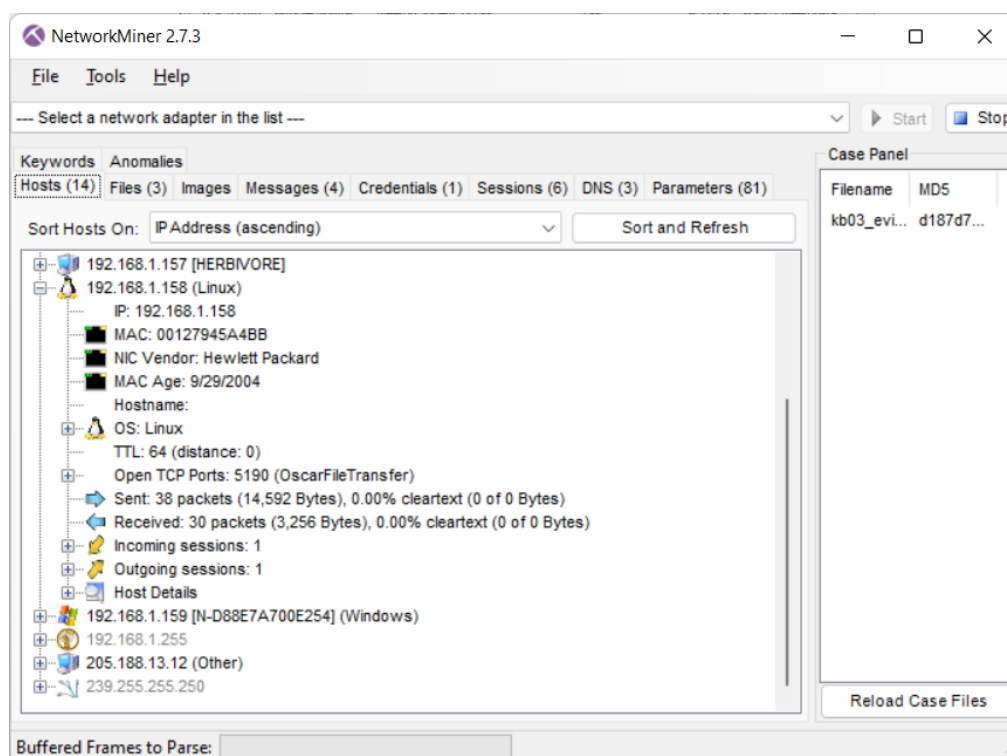 NetworkMiner 2.7.3
File Tools Help
--- Select a network adapter in the list ---
Start
Stop
Keywords Anomalies
Hosts (14) Files (3) Images Messages (4) Credentials (1) Sessions (6) DNS (3) Parameters (81)
Sort Hosts On: IP Address (ascending)
Sort and Refresh
192.168.1.157 [HERBIVORE]
192.168.1.158 (Linux)
IP: 192.168.1.158
MAC: 00127945A4BB
NIC Vendor: Hewlett Packard
MAC Age: 9/29/2004
Hostname:
OS: Linux
TTL: 64 (distance: 0)
Open TCP Ports: 5190 (OscarFileTransfer)
Sent: 38 packets (14,592 Bytes), 0.00% cleartext (0 of 0 Bytes)
Received: 30 packets (3,256 Bytes), 0.00% cleartext (0 of 0 Bytes)
Incoming sessions: 1
Outgoing sessions: 1
Host Details
192.168.1.159 [N-D88E7A700E254] (Windows)
192.168.1.255
205.188.13.12 (Other)
239.255.255.250
Buffered Frames to Parse:
Case Panel
Filename MD5
kb03_evi... d187d7...
Reload Case Files